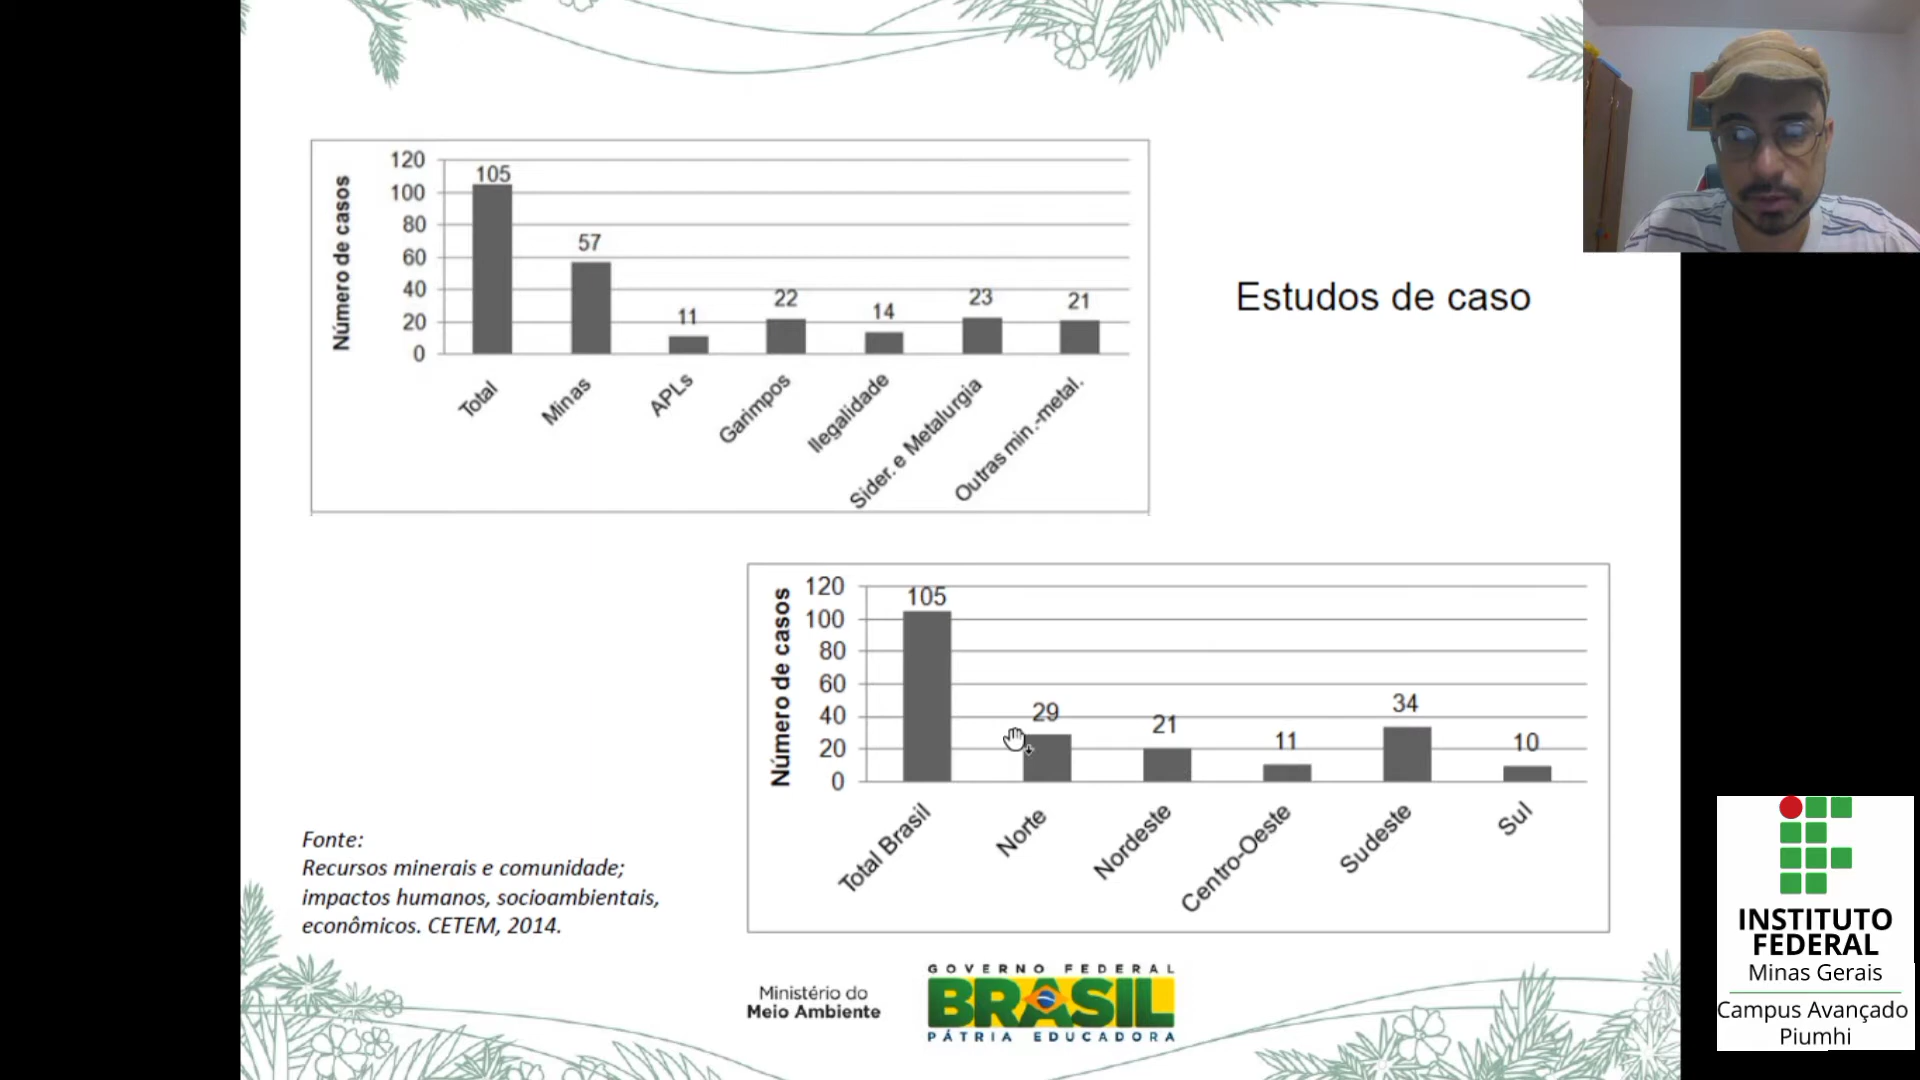 Número de casos
120
100
80
60
40
20
0
105
57
11
22
14
23
21
Total
Minas
APLs
Garimpos
Ilegalidade
Sider. e Metalurgia
Outras min.-metal.
Estudos de caso
Número de casos
120
100
80
60
40
20
0
105
29
21
11
34
10
Total Brasil
Norte
Nordeste
Centro-Oeste
Sudeste
Sul
Fonte:
Recursos minerais e comunidade;
impactos humanos, socioambientais,
econômicos. CETEM, 2014.
Ministério do
Meio Ambiente
GOVERNO FEDERAL
BRASIL
PÁTRIA EDUCADORA
INSTITUTO
FEDERAL
Minas Gerais
Campus Avançado
Piumhi